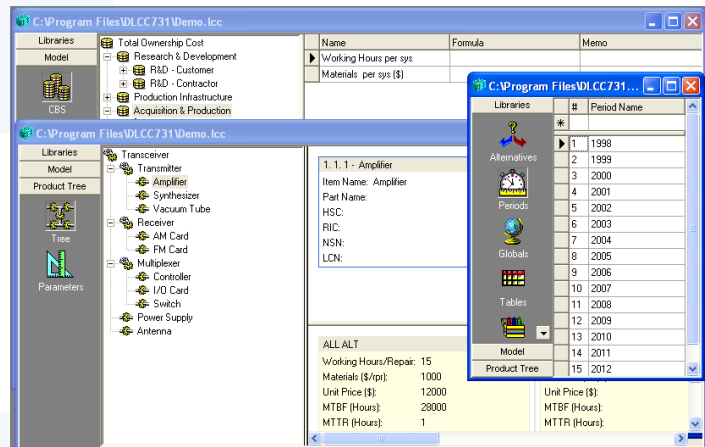 C:\Program Files\DLCC731\Demo.lcc
Libraries
Model
CBS
Total Ownership Cost
Research & Development
R&D - Customer
R&D - Contractor
Production Infrastructure
Acquisition & Production
Name Formula Memo
Working Hours per sys
Materials per sys ($)
C:\Program Files\DLCC731\Demo.lcc
Libraries
Model
Product Tree
Tree
Parameters
Transceiver
Transmitter
Amplifier
Synthesizer
Vacuum Tube
Receiver
AM Card
FM Card
Multiplexer
Controller
I/O Card
Switch
Power Supply
Antenna
1. 1. 1 - Amplifier
Item Name: Amplifier
Part Name:
HSC:
RIC:
NSN:
LCN:
ALL ALT
Working Hours/Repair: 15
Materials ($/rpr): 1000
Unit Price ($): 12000
MTBF (Hours): 28000
MTTR (Hours): 1
Unit Price ($):
MTBF (Hours):
MTTR (Hours):
C:\Program Files\DLCC731...
Libraries
Alternatives
Periods
Globals
Tables
Model
Product Tree
# Period Name
*
1 1998
2 1999
3 2000
4 2001
5 2002
6 2003
7 2004
8 2005
9 2006
10 2007
11 2008
12 2009
13 2010
14 2011
15 2012